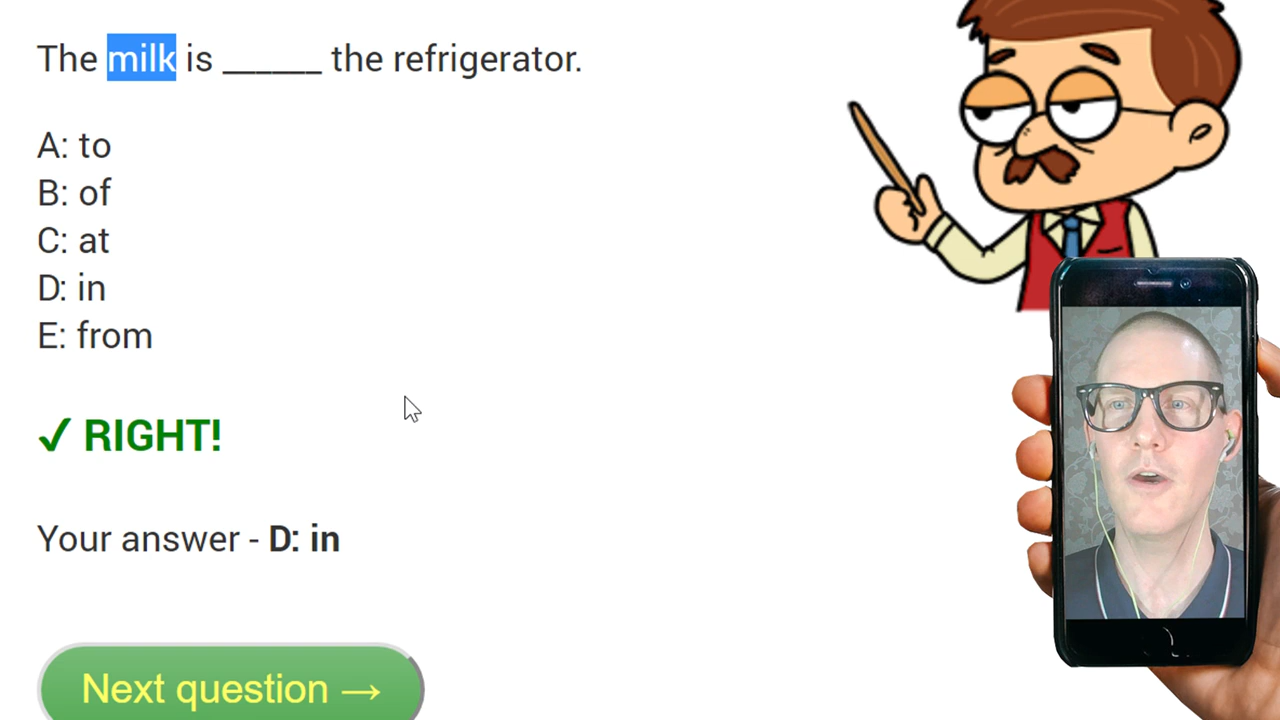 The milk is ______ the refrigerator.
A: to
B: of
C: at
D: in
E: from
✓ RIGHT!
Your answer - D: in
Next question →